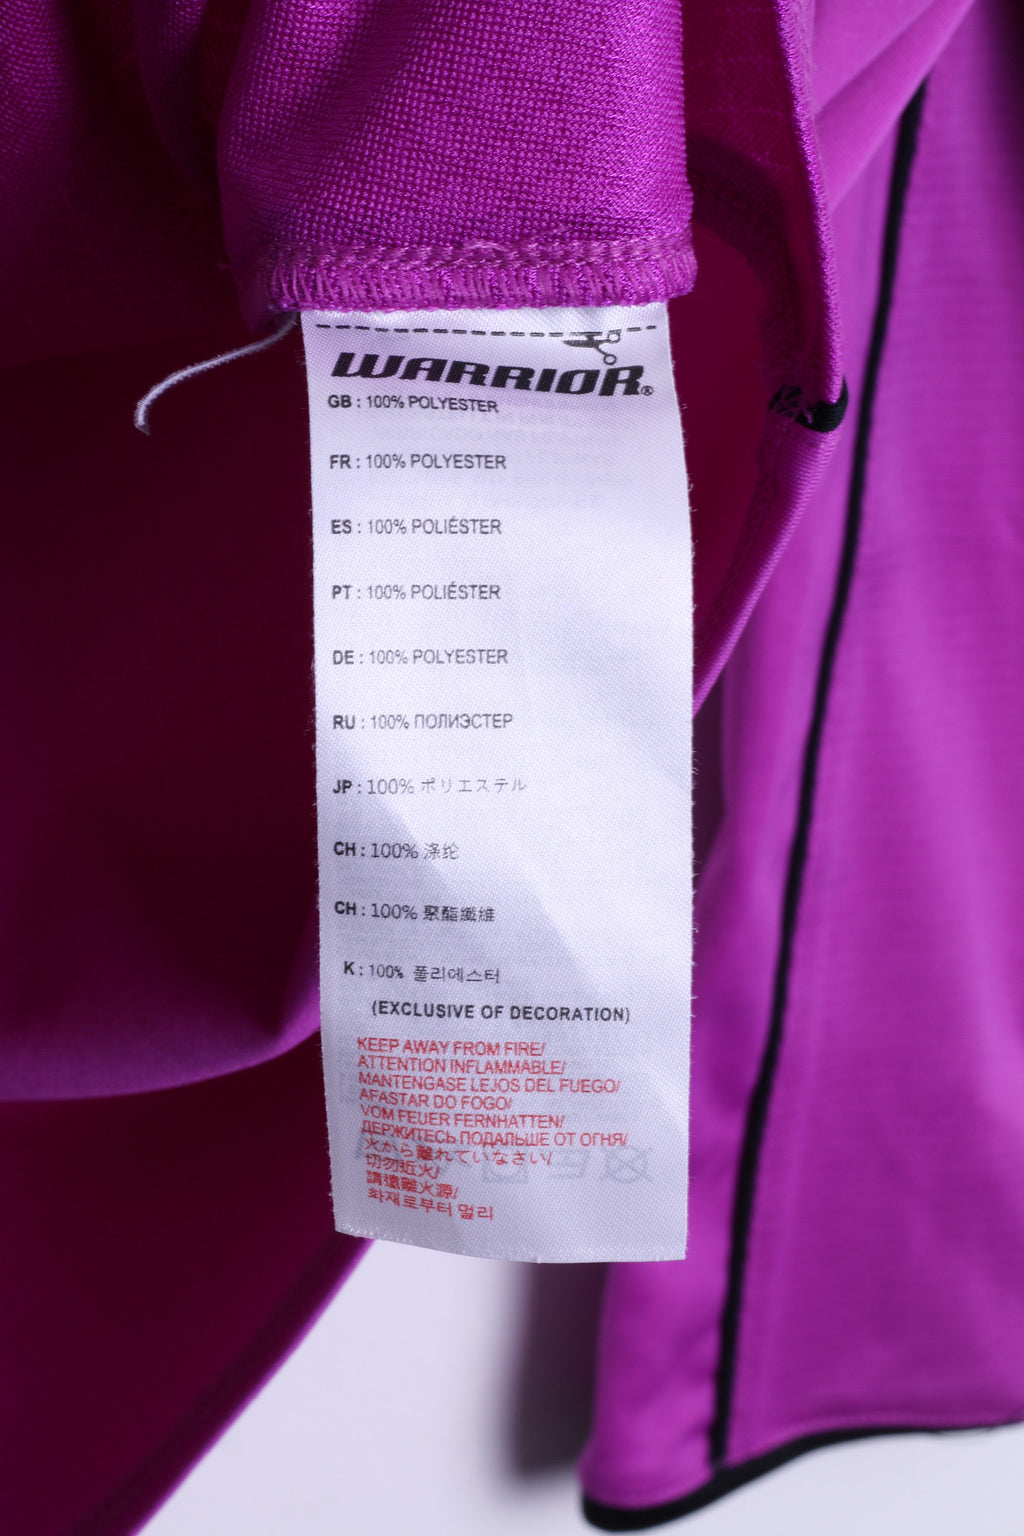 WARRIOR®
GB : 100% POLYESTER
FR : 100% POLYESTER
ES : 100% POLIÉSTER
PT : 100% POLIÉSTER
DE : 100% POLYESTER
RU : 100% ПОЛИЭСТЕР
JP : 100% ポリエステル
CH : 100% 涤纶
CH : 100% 聚酯纖維
K : 100% 폴리에스터
(EXCLUSIVE OF DECORATION)
KEEP AWAY FROM FIRE/
ATTENTION INFLAMMABLE/
MANTENGASE LEJOS DEL FUEGO/
AFASTAR DO FOGO/
VOM FEUER FERNHATTEN/
ДЕРЖИТЕСЬ ПОДАЛЬШЕ ОТ ОГНЯ/
火から離れていなさい/
切勿近火/
請遠離火源/
화재로부터 멀리